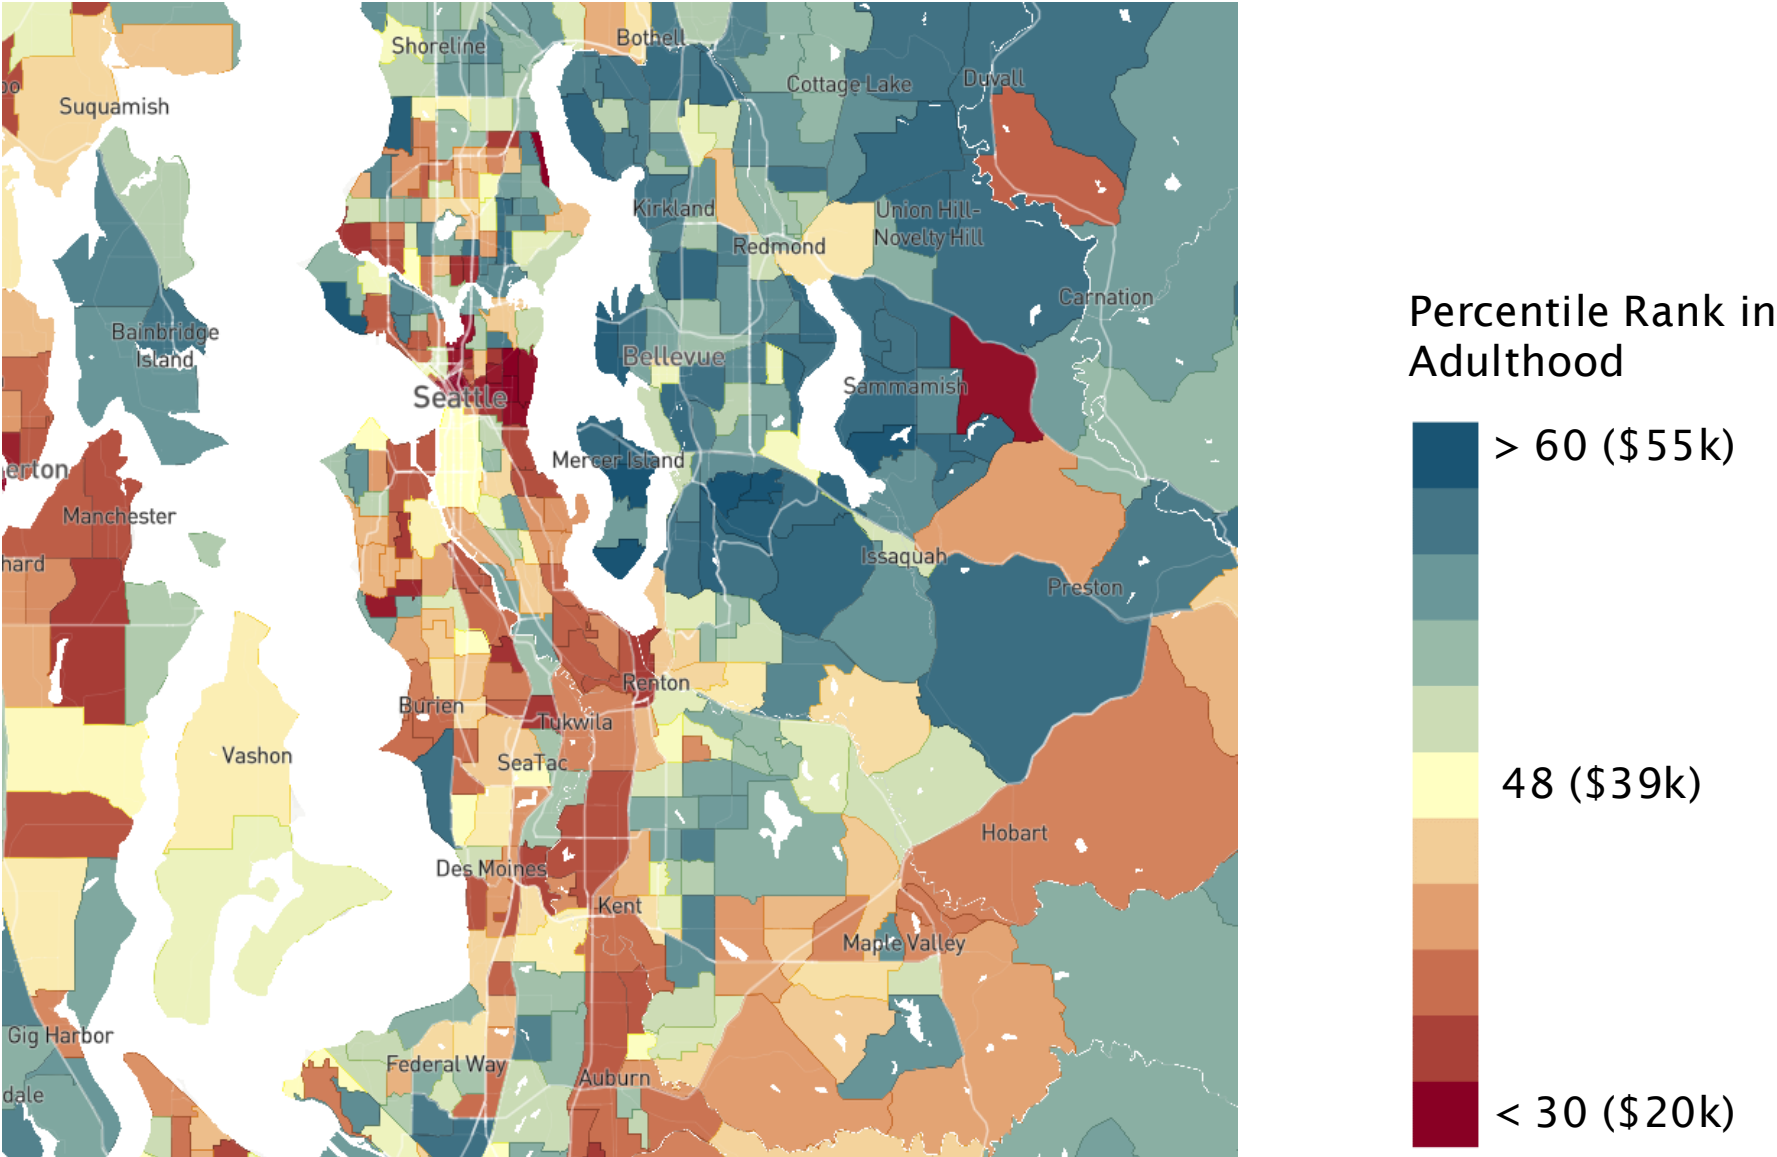 Shoreline
Bothell
Cottage Lake
Duvall
Suquamish
Kirkland
Union Hill-
Novelty Hill
Redmond
Carnation
Bainbridge
Island
Bellevue
Sammamish
Seattle
erton
Mercer Island
Manchester
hard
Issaquah
Preston
Renton
Burien
Tukwila
Vashon
SeaTac
Hobart
Des Moines
Kent
Maple Valley
Gig Harbor
Federal Way
Auburn
dale
Percentile Rank in
Adulthood
> 60 ($55k)
48 ($39k)
< 30 ($20k)